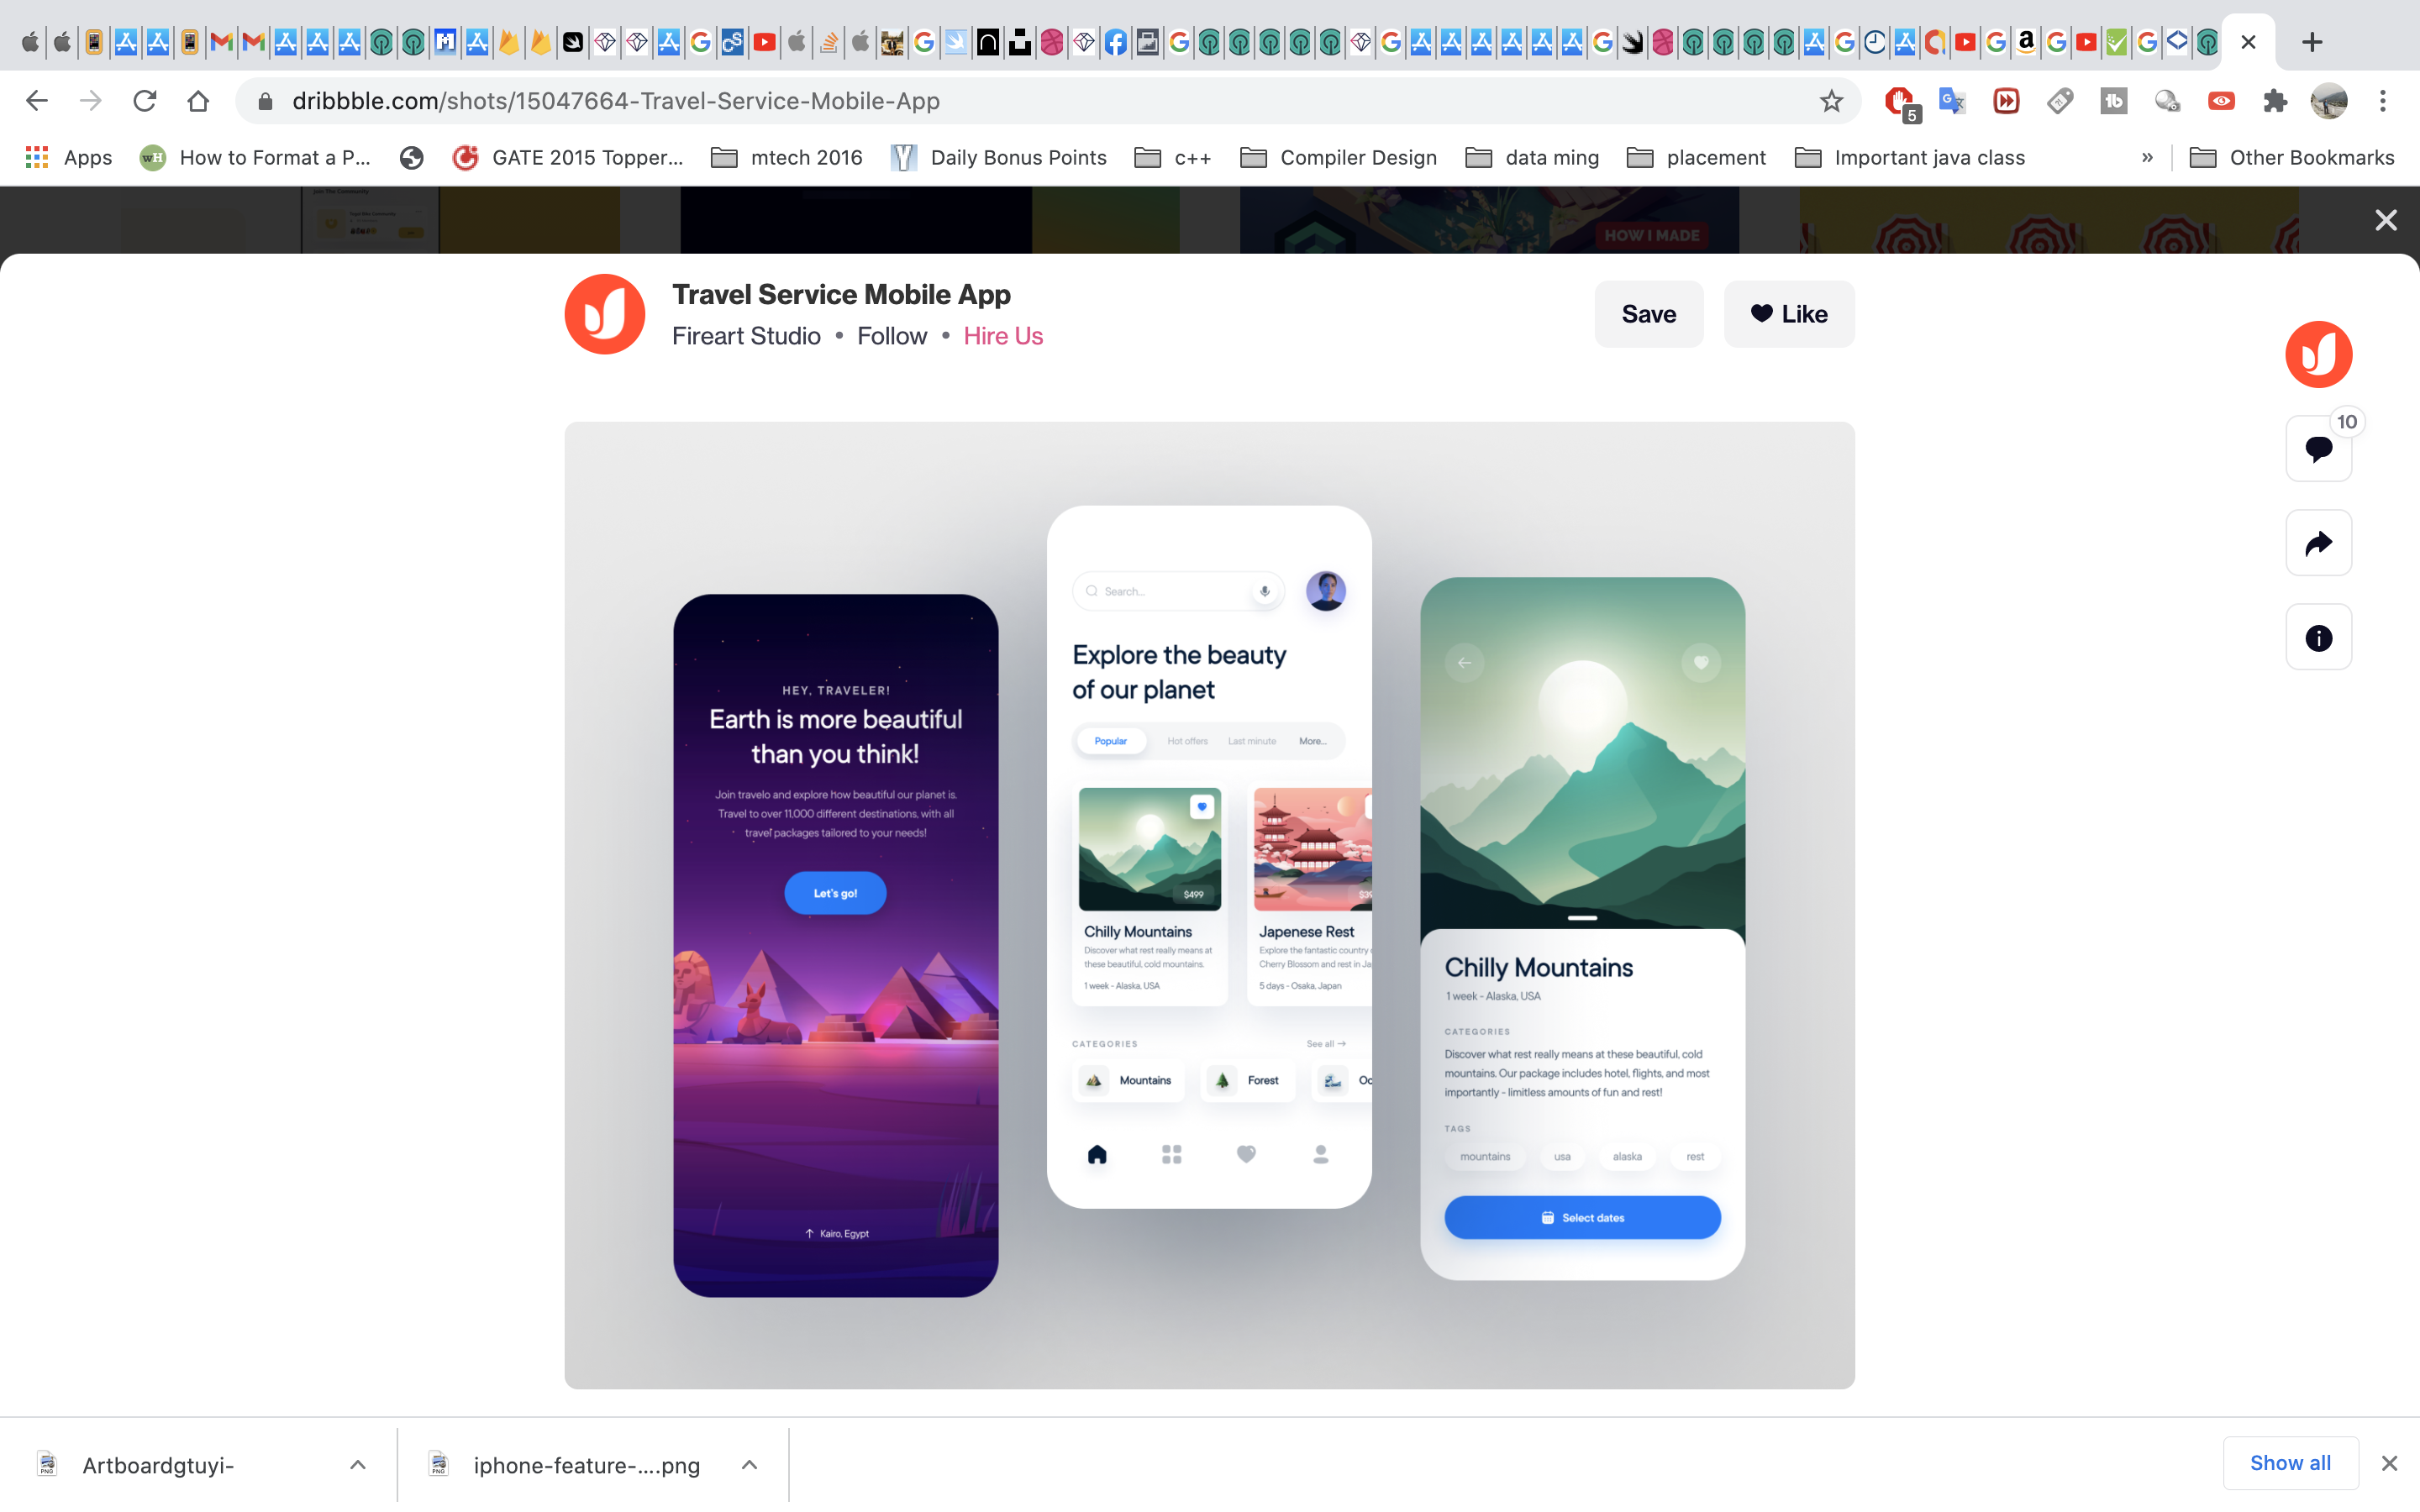 dribbble.com/shots/15047664-Travel-Service-Mobile-App
5
Apps
How to Format a P...
GATE 2015 Topper...
mtech 2016
Daily Bonus Points
c++
Compiler Design
data ming
placement
Important java class
»
Other Bookmarks
HOW I MADE
Travel Service Mobile App
Fireart Studio • Follow • Hire Us
Save
Like
10
HEY, TRAVELER!
Earth is more beautiful
than you think!
Join travelo and explore how beautiful our planet is.
Travel to over 11,000 different destinations, with all
travel packages tailored to your needs!
Let's go!
Kairo, Egypt
Search...
Explore the beauty
of our planet
Popular
Hot offers
Last minute
More...
$499
Chilly Mountains
Discover what rest really means at
these beautiful, cold mountains.
1 week - Alaska, USA
Japenese Rest
Explore the fantastic country
Cherry Blossom and rest in
5 days - Osaka, Japan
CATEGORIES
See all →
Mountains
Forest
Chilly Mountains
1 week - Alaska, USA
CATEGORIES
Discover what rest really means at these beautiful, cold
mountains. Our package includes hotel, flights, and most
importantly - limitless amounts of fun and rest!
TAGS
mountains
usa
alaska
rest
Select dates
Artboardgtuyi-
iphone-feature-....png
Show all